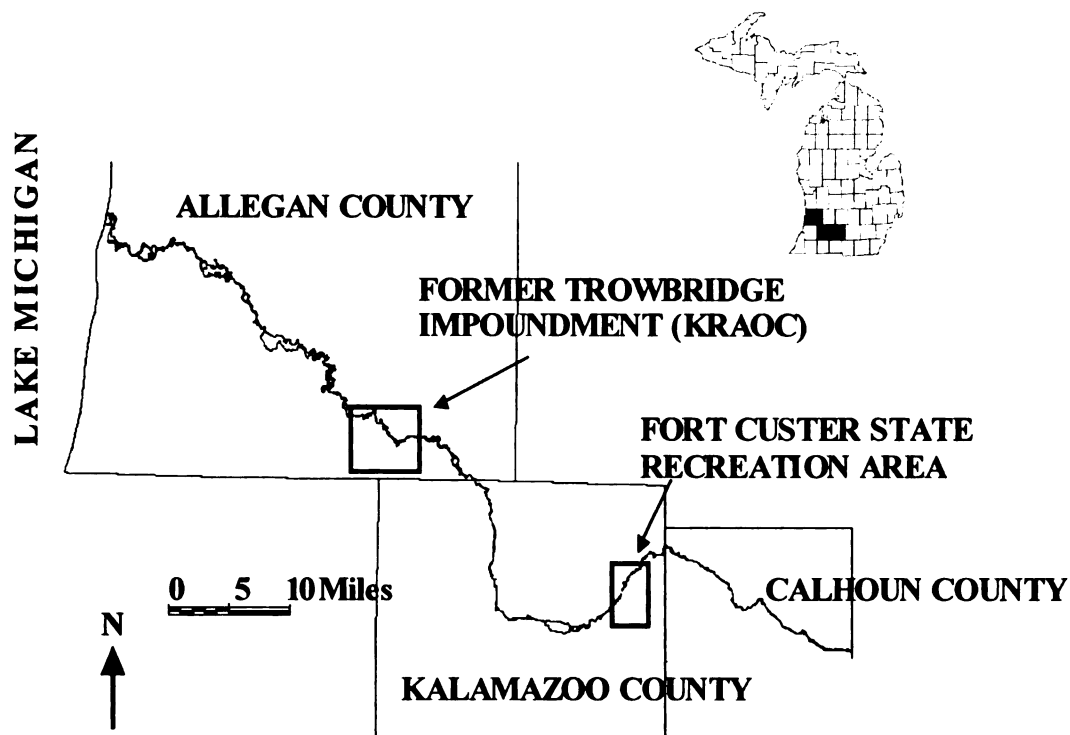 LAKE MICHIGAN
ALLEGAN COUNTY
FORMER TROWBRIDGE
IMPOUNDMENT (KRAOC)
FORT CUSTER STATE
RECREATION AREA
0 5 10 Miles
N
CALHOUN COUNTY
KALAMAZOO COUNTY